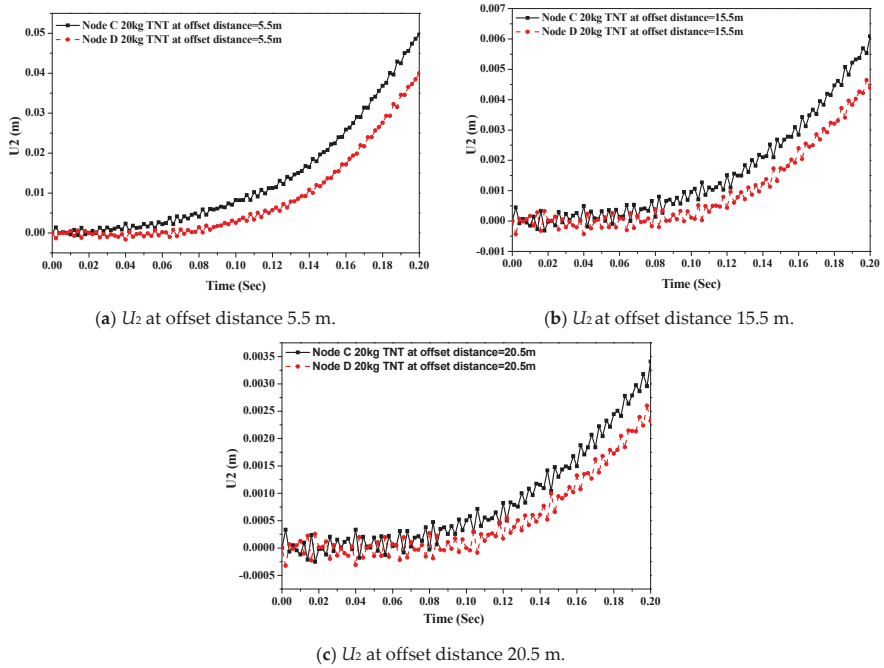 Node C 20kg TNT at offset distance=5.5m
Node D 20kg TNT at offset distance=5.5m
0.05
0.04
0.03
0.02
0.01
0.00
U2 (m)
0.00 0.02 0.04 0.06 0.08 0.10 0.12 0.14 0.16 0.18 0.20
Time (Sec)
(a) U2 at offset distance 5.5 m.
Node C 20kg TNT at offset distance=15.5m
Node D 20kg TNT at offset distance=15.5m
0.007
0.006
0.005
0.004
0.003
0.002
0.001
0.000
-0.001
U2 (m)
0.00 0.02 0.04 0.06 0.08 0.10 0.12 0.14 0.16 0.18 0.20
Time (Sec)
(b) U2 at offset distance 15.5 m.
Node C 20kg TNT at offset distance=20.5m
Node D 20kg TNT at offset distance=20.5m
0.0035
0.0030
0.0025
0.0020
0.0015
0.0010
0.0005
0.0000
-0.0005
U2 (m)
0.00 0.02 0.04 0.06 0.08 0.10 0.12 0.14 0.16 0.18 0.20
Time (Sec)
(c) U2 at offset distance 20.5 m.